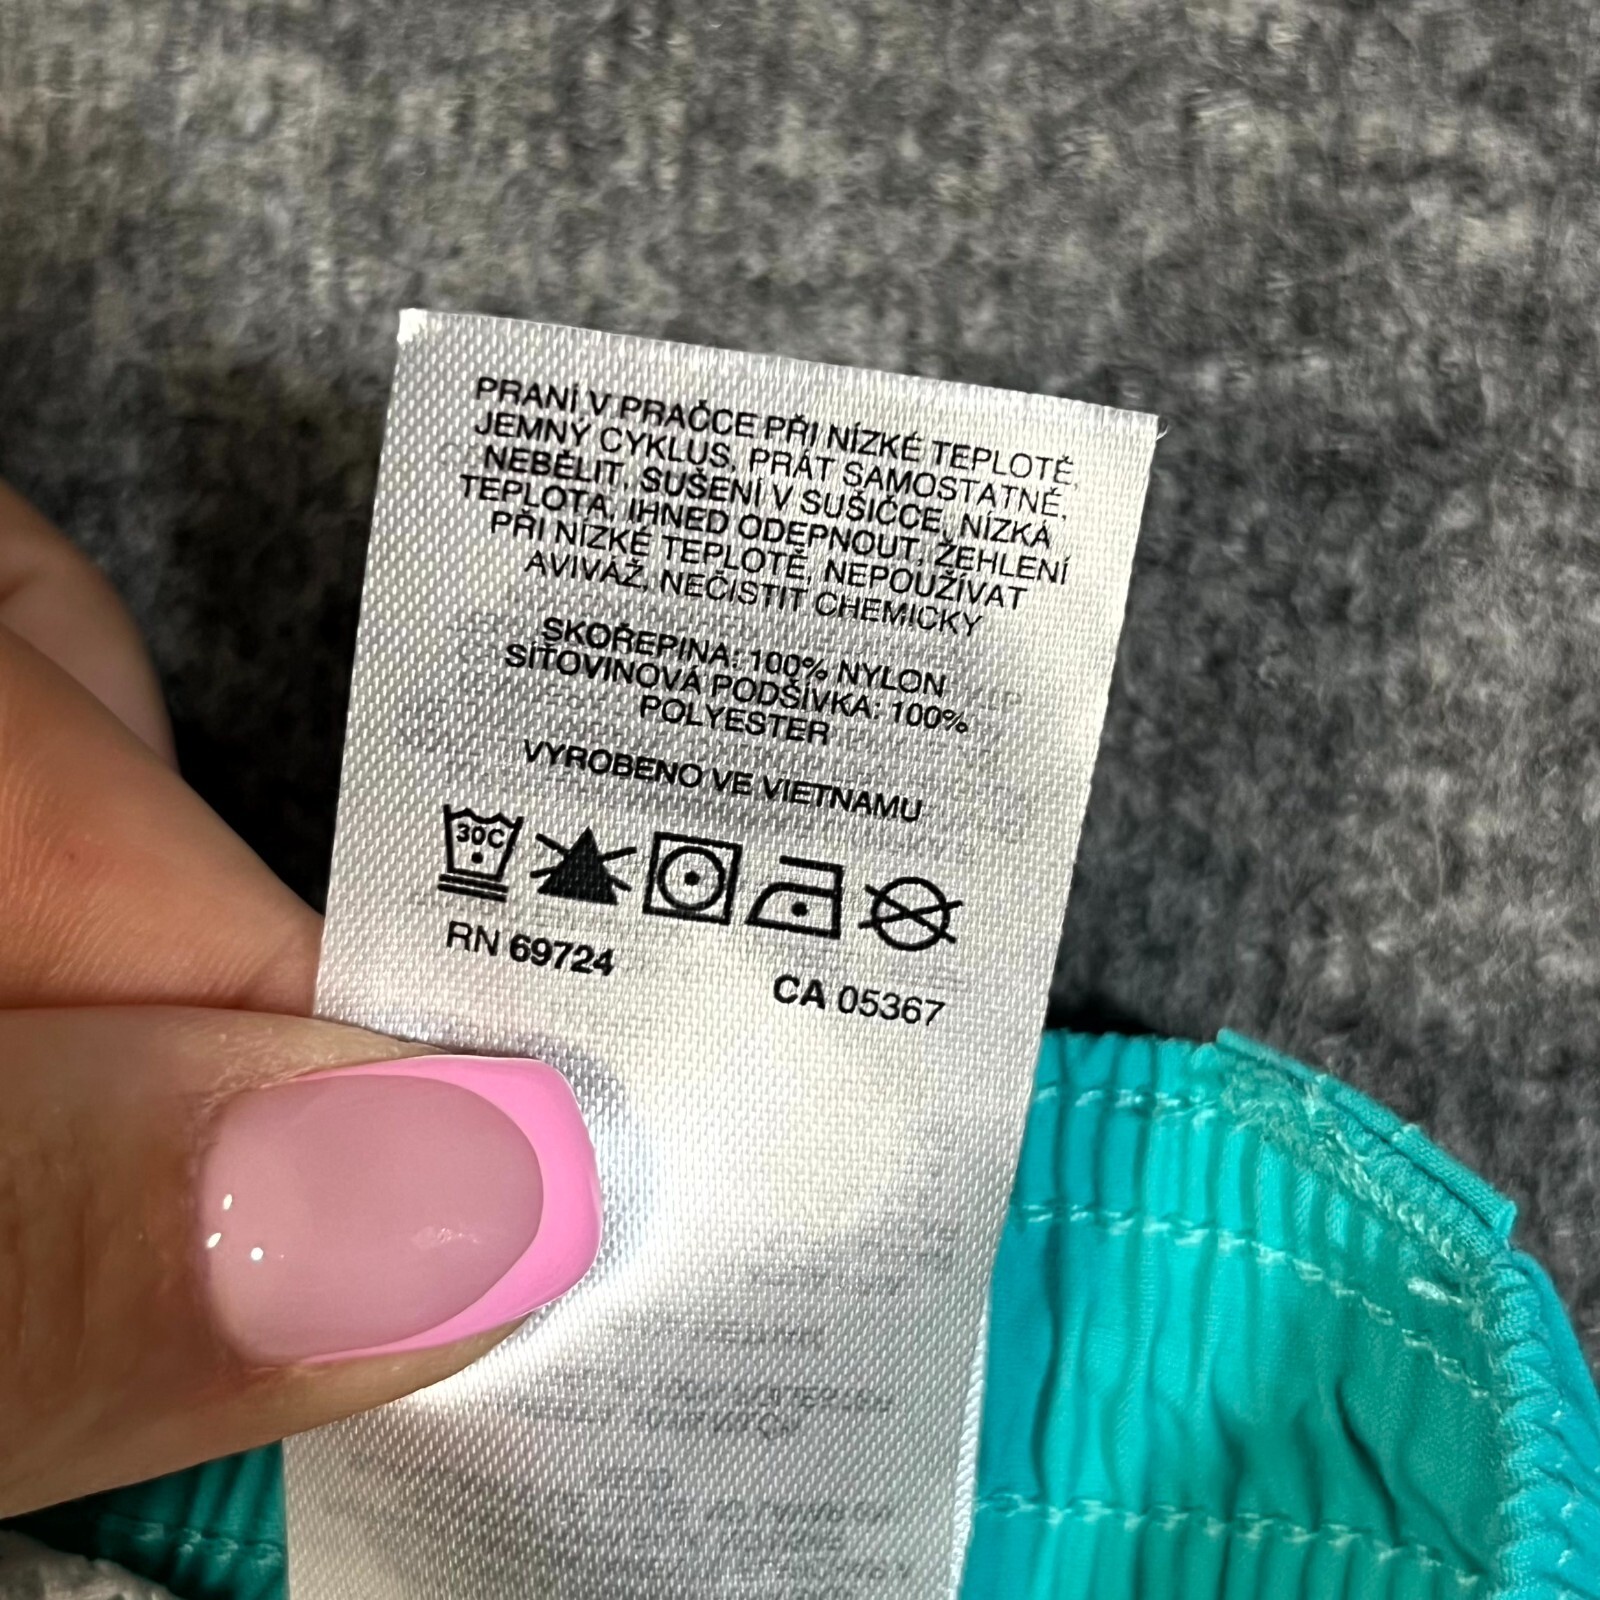 PRANÍ V PRAČCE PŘI NÍZKÉ TEPLOTĚ,
JEMNÝ CYKLUS, PRÁT SAMOSTATNĚ,
NEBĚLIT, SUŠENÍ V SUŠIČCE, NÍZKÁ
TEPLOTA, IHNED ODEPNOUT, ŽEHLENÍ
PŘI NÍZKÉ TEPLOTĚ, NEPOUŽÍVAT
AVIVÁŽ, NEČISTIT CHEMICKY
SKOŘEPINA: 100% NYLON
SÍŤOVINOVÁ PODŠÍVKA: 100%
POLYESTER
VYROBENO VE VIETNAMU
30C
RN 69724
CA 05367